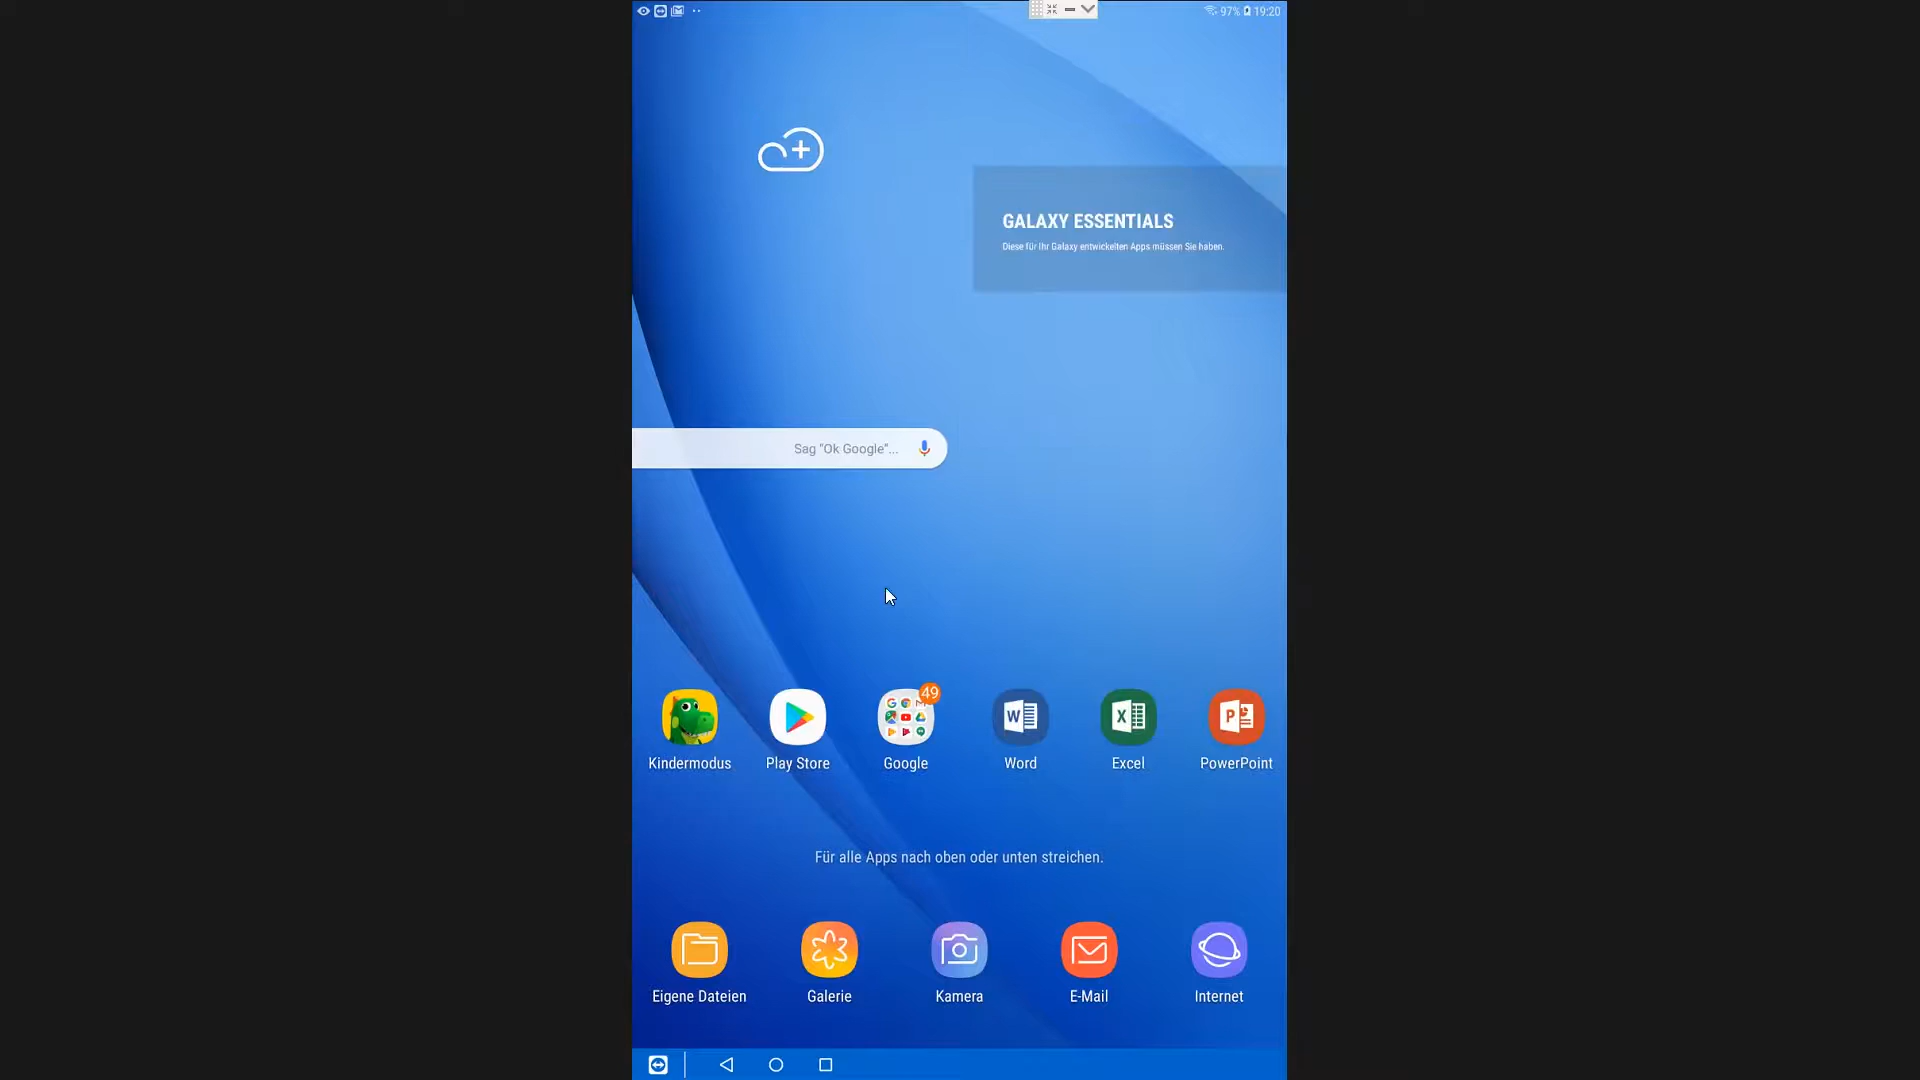 97% 19:20
GALAXY ESSENTIALS
Diese für Ihr Galaxy entwickelten Apps müssen Sie haben.
Sag "Ok Google"...
49
Kindermodus Play Store Google Word Excel PowerPoint
Für alle Apps nach oben oder unten streichen.
Eigene Dateien Galerie Kamera E-Mail Internet